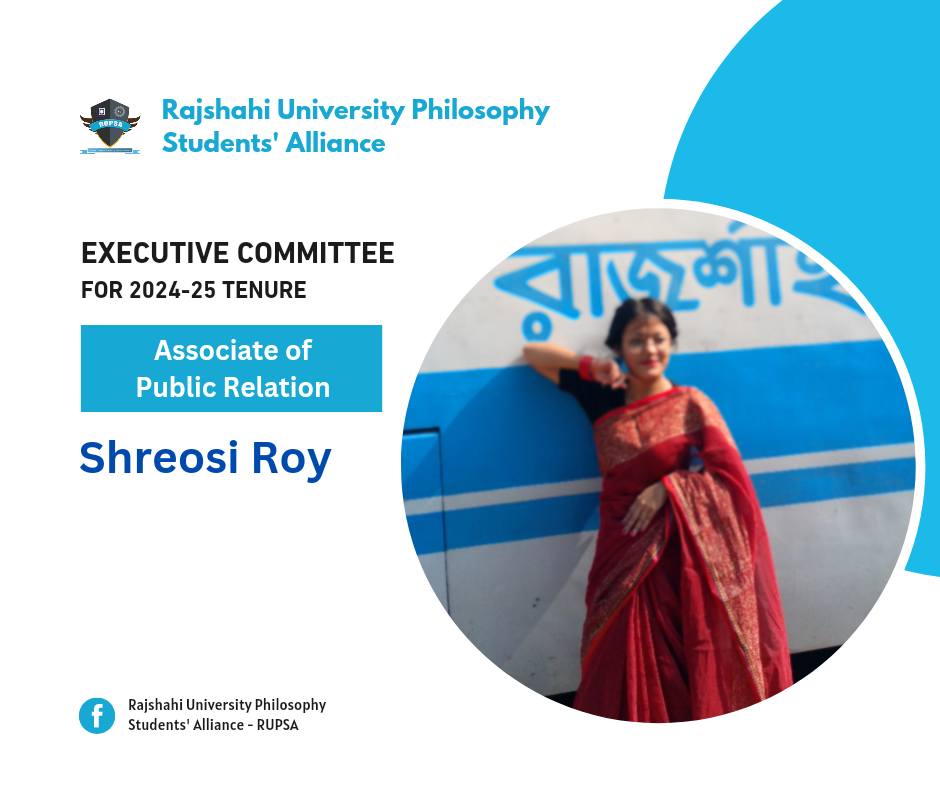 RUPSA
Rajshahi University Philosophy
Students' Alliance
EXECUTIVE COMMITTEE
FOR 2024-25 TENURE
Associate of
Public Relation
Shreosi Roy
রাজশাহ
Rajshahi University Philosophy
Students' Alliance - RUPSA